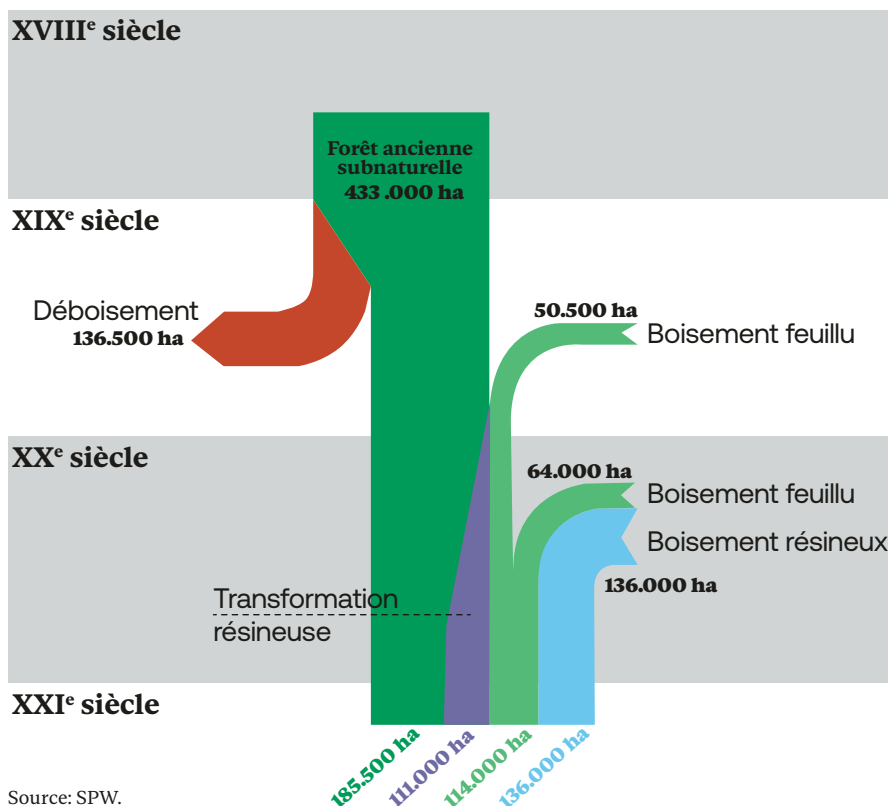 XVIIIe siècle
Forêt ancienne
subnaturelle
433 .000 ha
XIXe siècle
Déboisement
136.500 ha
50.500 ha
Boisement feuillu
XXe siècle
64.000 ha
Boisement feuillu
Boisement résineux
136.000 ha
Transformation
résineuse
XXIe siècle
185.500 ha
111.000 ha
114.000 ha
136.000 ha
Source: SPW.